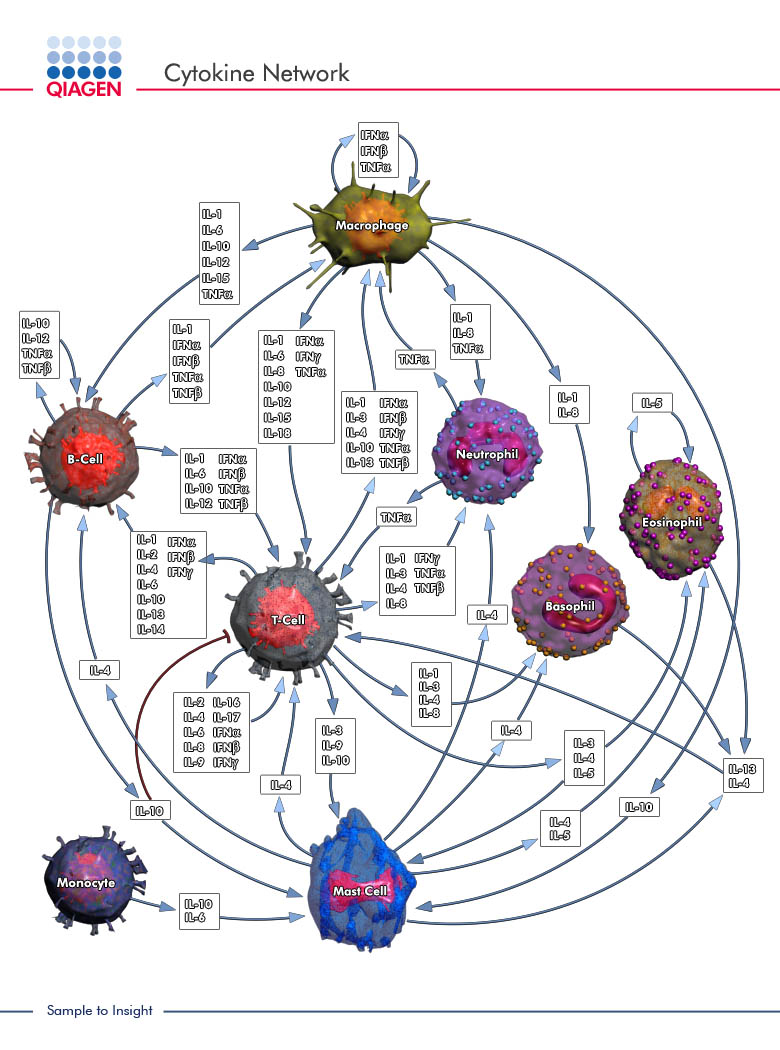 QIAGEN
Cytokine Network
IFNα
IFNβ
TNFα
Macrophage
IL-1
IL-6
IL-10
IL-12
IL-15
TNFα
IL-10
IL-12
TNFα
TNFβ
IL-1
IFNα
IFNβ
TNFα
TNFβ
IL-1 IFNα
IL-6 IFNγ
IL-8 TNFα
IL-10
IL-12
IL-15
IL-18
TNFα
IL-1
IL-8
TNFα
IL-1
IL-8
IL-5
IL-1 IFNα
IL-3 IFNβ
IL-4 IFNγ
IL-10 TNFα
IL-13 TNFβ
B-Cell
Neutrophil
IL-1 IFNα
IL-6 IFNβ
IL-10 TNFα
IL-12 TNFβ
TNFα
Eosinophil
IL-1 IFNα
IL-2 IFNβ
IL-4 IFNγ
IL-6
IL-10
IL-13
IL-14
IL-1 IFNγ
IL-3 TNFα
IL-4 TNFβ
IL-8
T-Cell
IL-4
Basophil
IL-4
IL-1
IL-3
IL-4
IL-8
IL-2 IL-16
IL-4 IL-17
IL-6 IFNα
IL-8 IFNβ
IL-9 IFNγ
IL-3
IL-9
IL-10
IL-4
IL-3
IL-4
IL-5
IL-13
IL-4
IL-4
IL-10
IL-10
IL-4
IL-5
Monocyte
Mast Cell
IL-10
IL-6
Sample to Insight